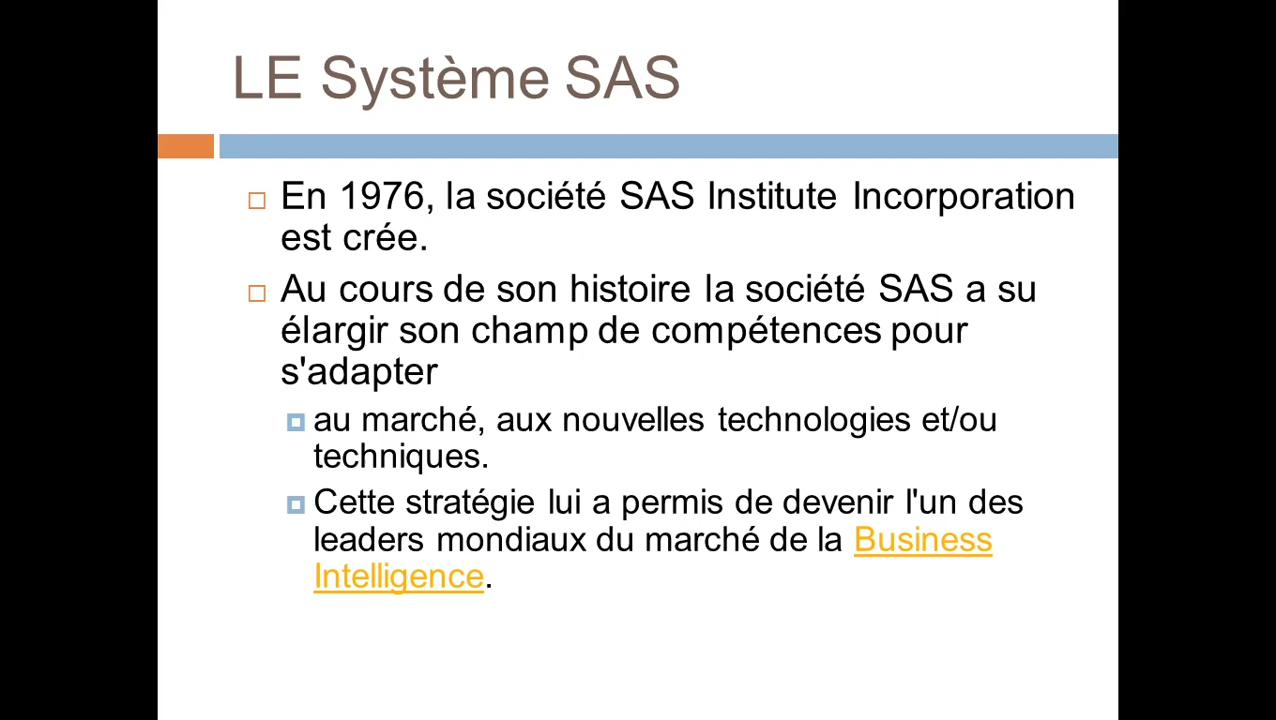 LE Système SAS
En 1976, la société SAS Institute Incorporation
est crée.
Au cours de son histoire la société SAS a su
élargir son champ de compétences pour
s'adapter
au marché, aux nouvelles technologies et/ou
techniques.
Cette stratégie lui a permis de devenir l'un des
leaders mondiaux du marché de la Business
Intelligence.